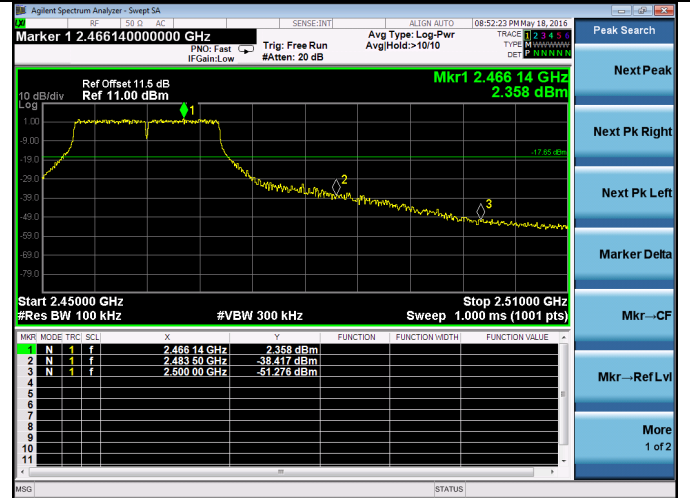 Agilent Spectrum Analyzer - Swept SA
RF 50 Ω AC SENSE:INT ALIGN AUTO 08:52:23 PM May 18, 2016
Marker 1 2.466140000000 GHz
PNO: Fast
IFGain:Low
Trig: Free Run
#Atten: 20 dB
Avg Type: Log-Pwr
Avg|Hold:>10/10
TRACE 1 2 3 4 5 6
TYPE M WWWWW
DET P N N N N N
Ref Offset 11.5 dB
10 dB/div Ref 11.00 dBm
Log
Mkr1 2.466 14 GHz
2.358 dBm
1
1.00
-9.00
-17.65 dBm
-19.0
2
-29.0
-39.0
3
-49.0
-59.0
-69.0
-79.0
Start 2.45000 GHz Stop 2.51000 GHz
#Res BW 100 kHz #VBW 300 kHz Sweep 1.000 ms (1001 pts)
MKR MODE TRC SCL X Y FUNCTION FUNCTION WIDTH FUNCTION VALUE
1 N 1 f 2.466 14 GHz 2.358 dBm
2 N 1 f 2.483 50 GHz -38.417 dBm
3 N 1 f 2.500 00 GHz -51.276 dBm
4
5
6
7
8
9
10
11
MSG STATUS
Peak Search
Next Peak
Next Pk Right
Next Pk Left
Marker Delta
Mkr→CF
Mkr→Ref Lvl
More
1 of 2